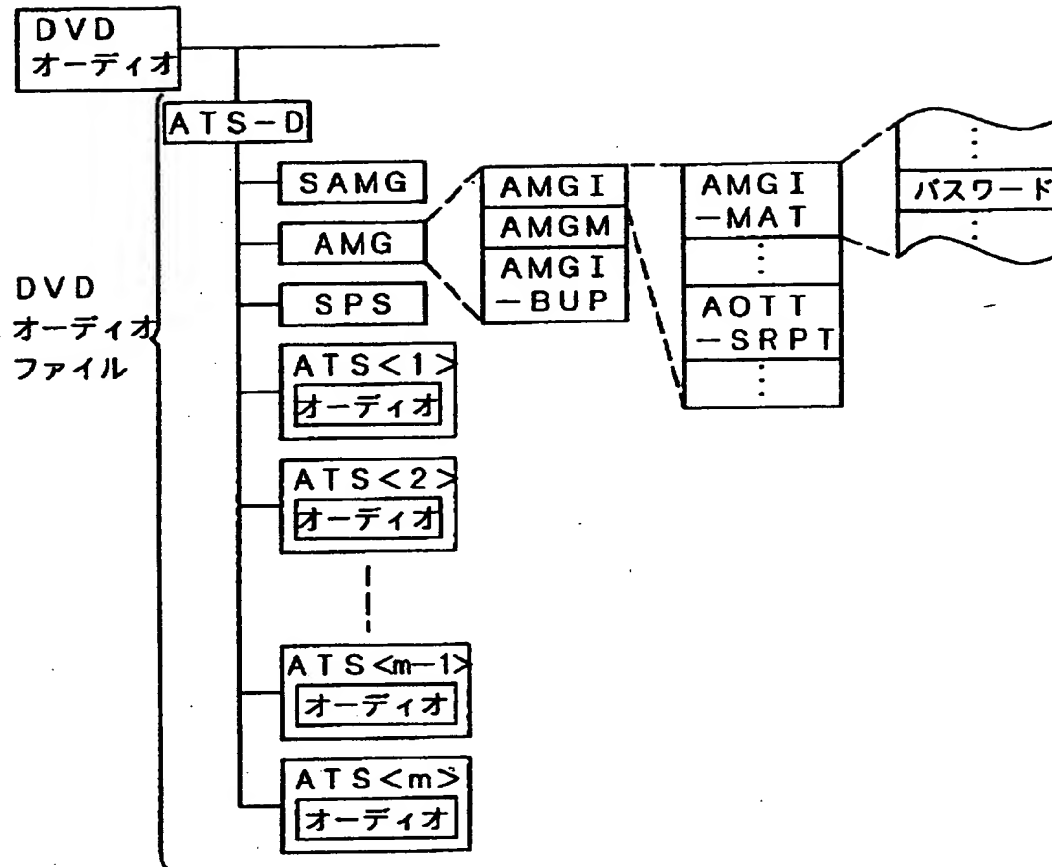 DVD
オーディオ
ATS-D
SAMG
AMG
SPS
DVD
オーディオ
ファイル
ATS<1>
オーディオ
ATS<2>
オーディオ
ATS<m-1>
オーディオ
ATS<m>
オーディオ
AMGI
AMGM
AMGI
-BUP
AMGI
-MAT
⋮
AOTT
-SRPT
⋮
⋮
パスワード
⋮